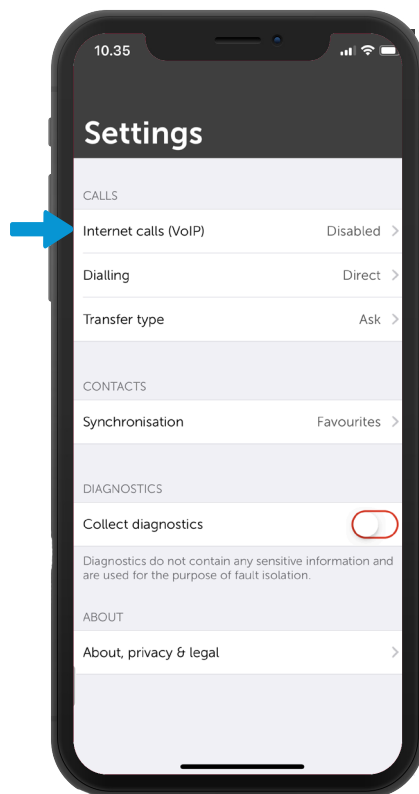 10.35
Settings
CALLS
Internet calls (VoIP) Disabled
Dialling Direct
Transfer type Ask
CONTACTS
Synchronisation Favourites
DIAGNOSTICS
Collect diagnostics
Diagnostics do not contain any sensitive information and
are used for the purpose of fault isolation.
ABOUT
About, privacy & legal